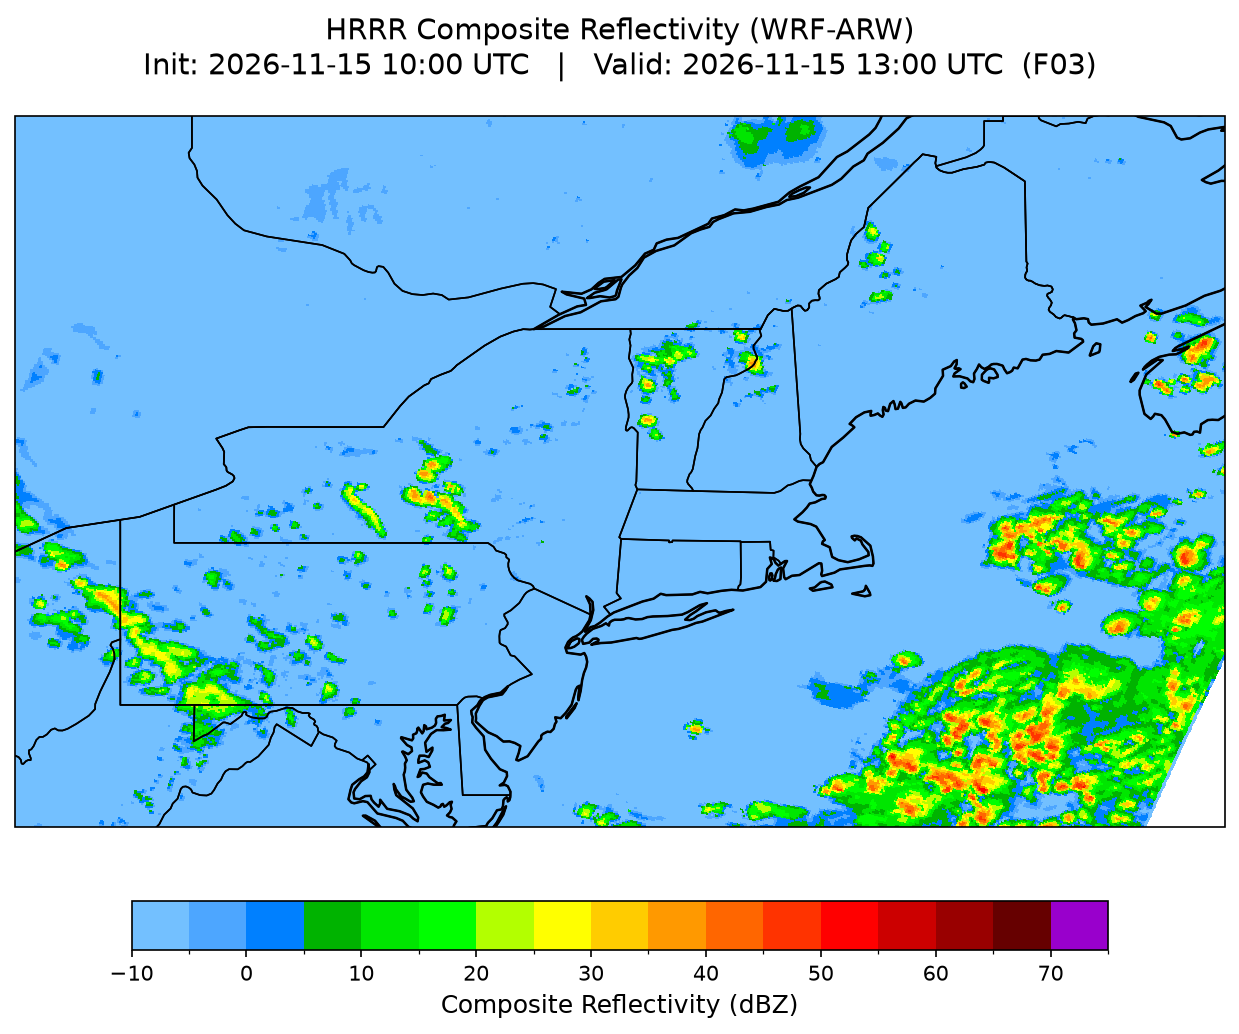 HRRR Composite Reflectivity (WRF-ARW)
Init: 2026-11-15 10:00 UTC   |   Valid: 2026-11-15 13:00 UTC  (F03)
−10 0 10 20 30 40 50 60 70
Composite Reflectivity (dBZ)